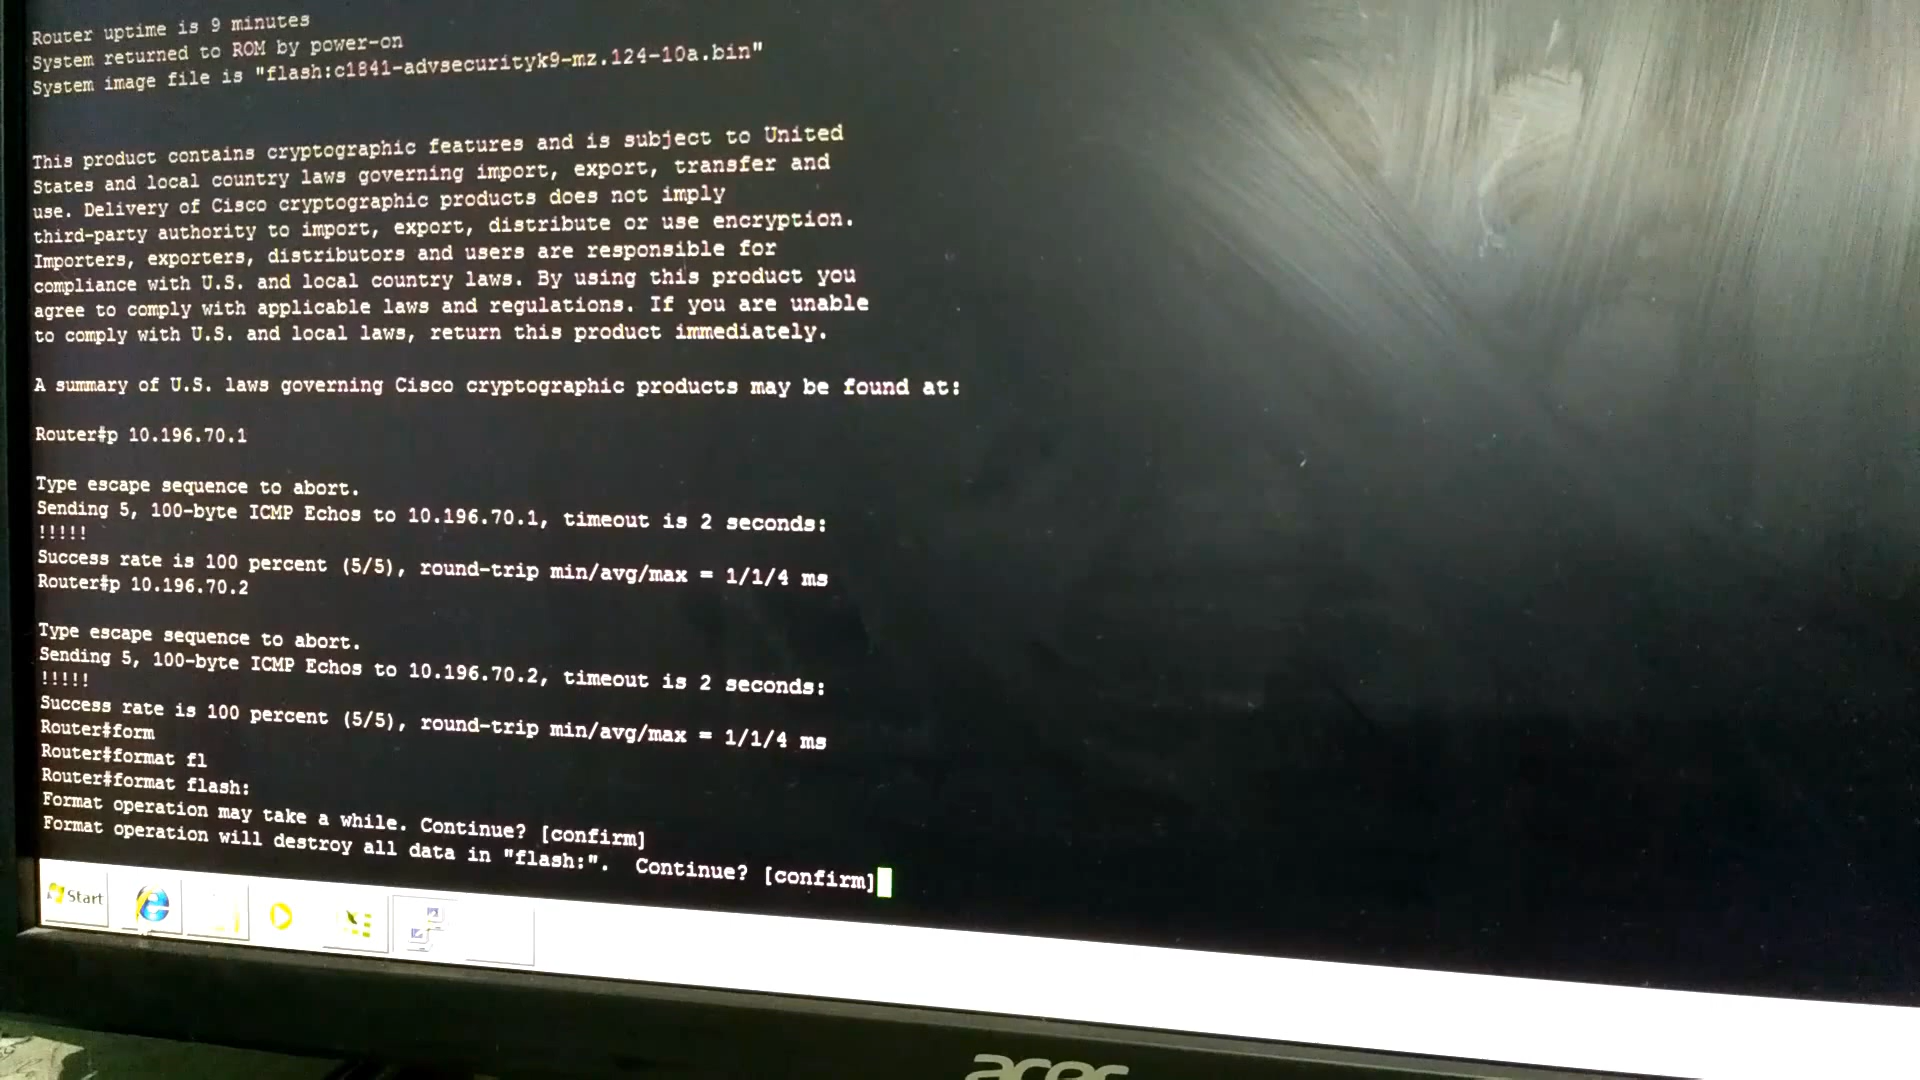 Router uptime is 9 minutes
System returned to ROM by power-on
System image file is "flash:c1841-advsecurityk9-mz.124-10a.bin"
This product contains cryptographic features and is subject to United
States and local country laws governing import, export, transfer and
use. Delivery of Cisco cryptographic products does not imply
third-party authority to import, export, distribute or use encryption.
Importers, exporters, distributors and users are responsible for
compliance with U.S. and local country laws. By using this product you
agree to comply with applicable laws and regulations. If you are unable
to comply with U.S. and local laws, return this product immediately.
A summary of U.S. laws governing Cisco cryptographic products may be found at:
Router#p 10.196.70.1
Type escape sequence to abort.
Sending 5, 100-byte ICMP Echos to 10.196.70.1, timeout is 2 seconds:
!!!!!
Success rate is 100 percent (5/5), round-trip min/avg/max = 1/1/4 ms
Router#p 10.196.70.2
Type escape sequence to abort.
Sending 5, 100-byte ICMP Echos to 10.196.70.2, timeout is 2 seconds:
!!!!!
Success rate is 100 percent (5/5), round-trip min/avg/max = 1/1/4 ms
Router#form
Router#format fl
Router#format flash:
Format operation may take a while. Continue? [confirm]
Format operation will destroy all data in "flash:".  Continue? [confirm]
Start
acer